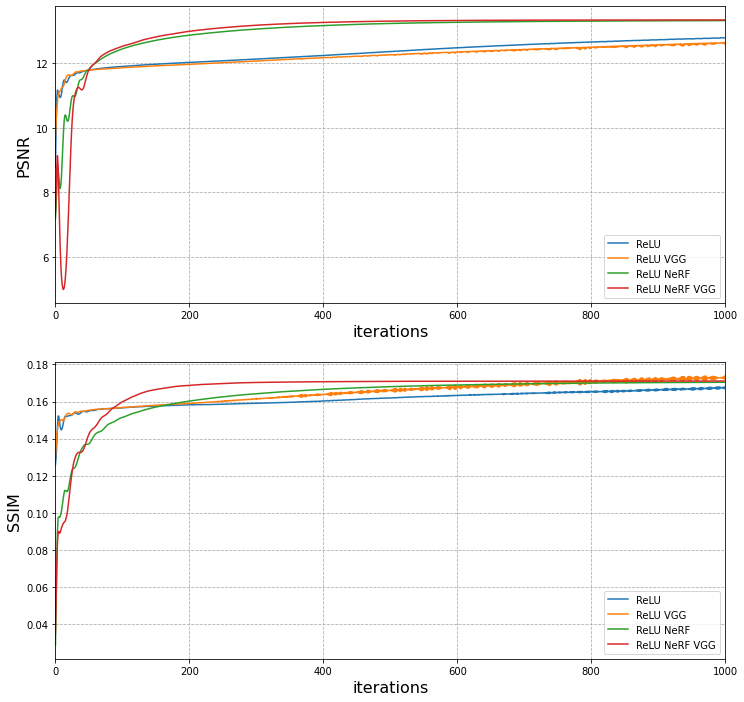 12
10
8
6
PSNR
0
200
400
600
800
1000
iterations
ReLU
ReLU VGG
ReLU NeRF
ReLU NeRF VGG
0.18
0.16
0.14
0.12
0.10
0.08
0.06
0.04
SSIM
0
200
400
600
800
1000
iterations
ReLU
ReLU VGG
ReLU NeRF
ReLU NeRF VGG